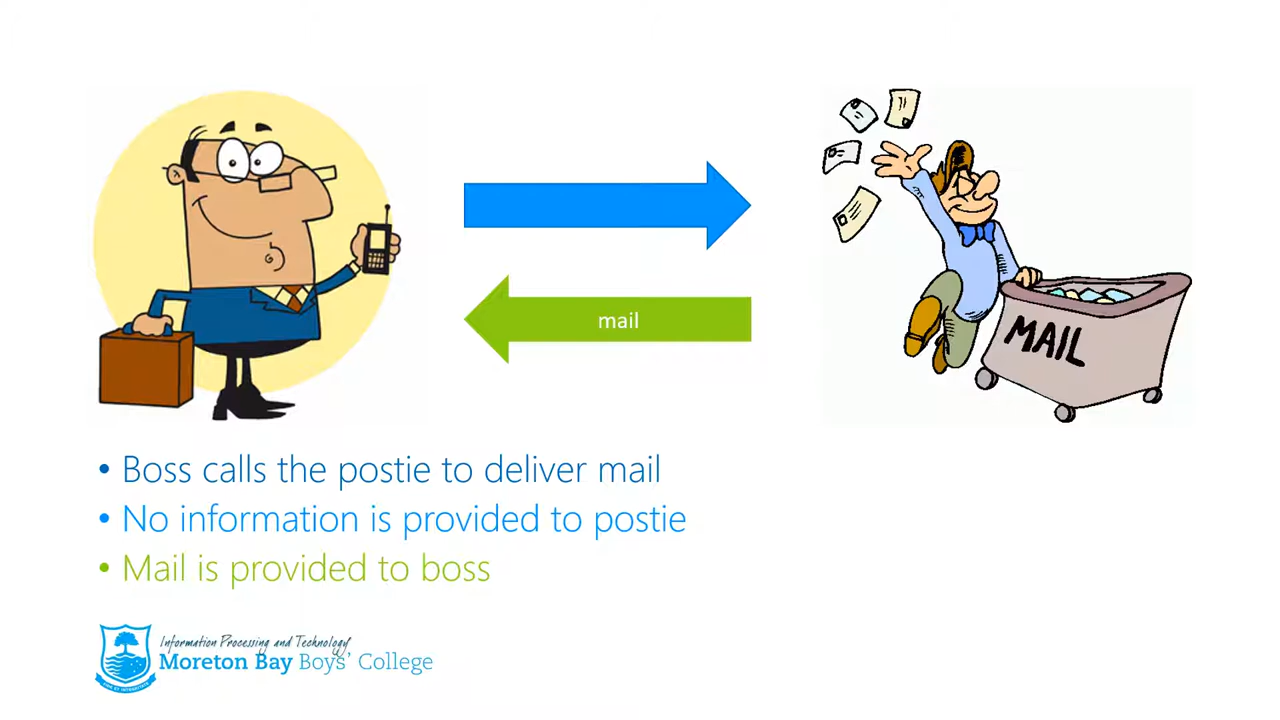 mail
MAIL
• Boss calls the postie to deliver mail
• No information is provided to postie
• Mail is provided to boss
Information Processing and Technology
Moreton Bay Boys' College